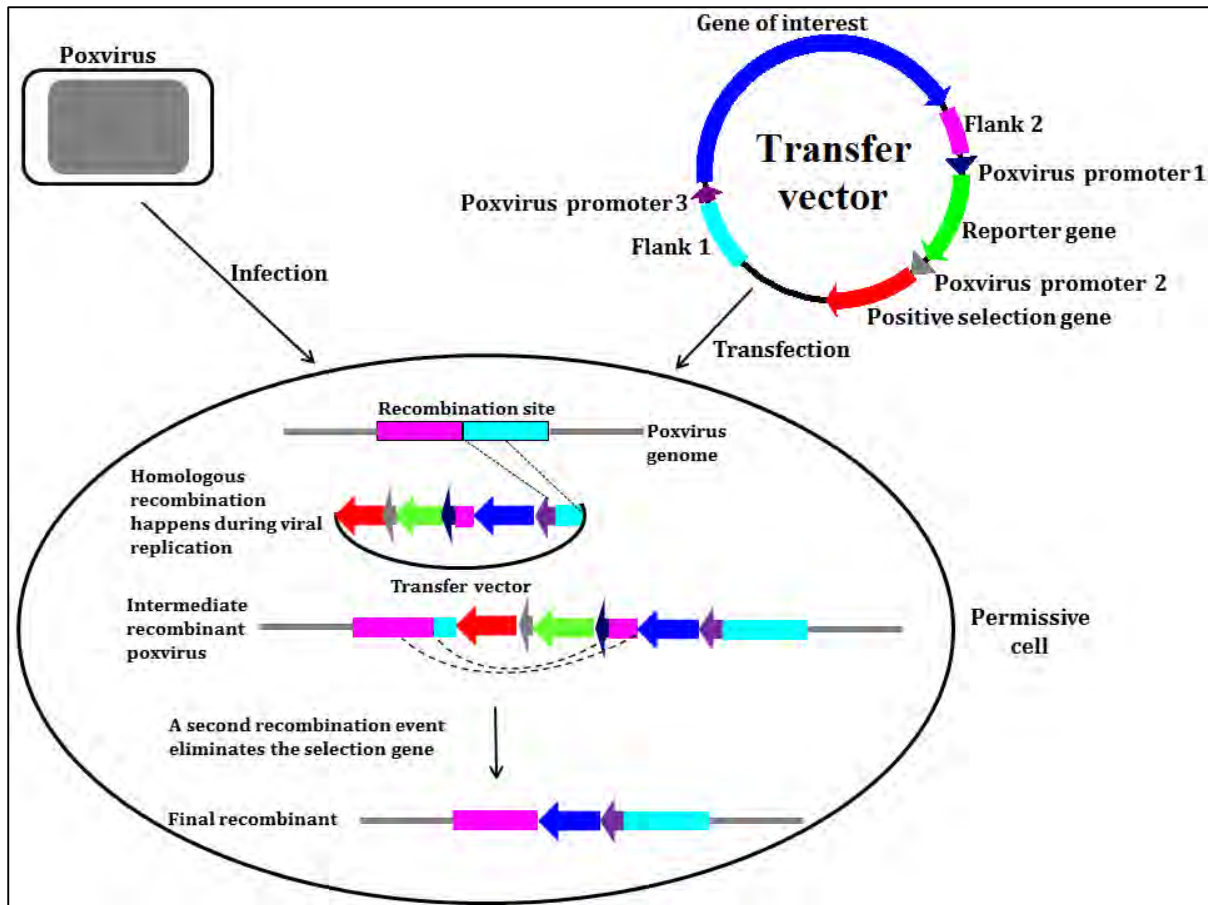 Poxvirus
Gene of interest
Transfer
vector
Flank 2
Poxvirus promoter 1
Poxvirus promoter 3
Reporter gene
Flank 1
Poxvirus promoter 2
Positive selection gene
Infection
Transfection
Recombination site
Poxvirus
genome
Homologous
recombination
happens during viral
replication
Transfer vector
Intermediate
recombinant
poxvirus
Permissive
cell
A second recombination event
eliminates the selection gene
Final recombinant